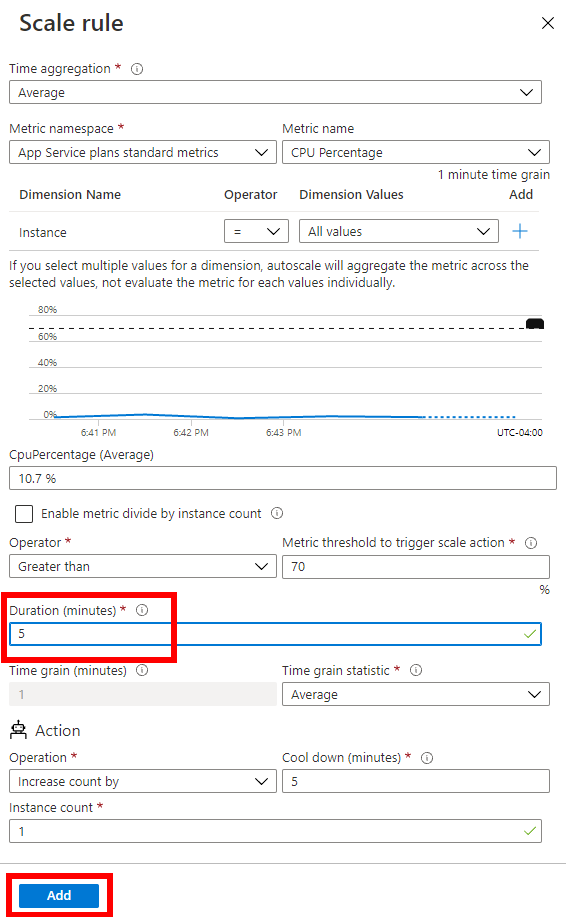 Scale rule
Time aggregation *
Average
Metric namespace * Metric name
App Service plans standard metrics CPU Percentage
1 minute time grain
Dimension Name Operator Dimension Values Add
Instance = All values
If you select multiple values for a dimension, autoscale will aggregate the metric across the
selected values, not evaluate the metric for each values individually.
80%
60%
40%
20%
0%
6:41 PM 6:42 PM 6:43 PM UTC-04:00
CpuPercentage (Average)
10.7 %
Enable metric divide by instance count
Operator * Metric threshold to trigger scale action *
Greater than 70
%
Duration (minutes) *
5
Time grain (minutes) Time grain statistic *
1 Average
Action
Operation * Cool down (minutes) *
Increase count by 5
Instance count *
1
Add